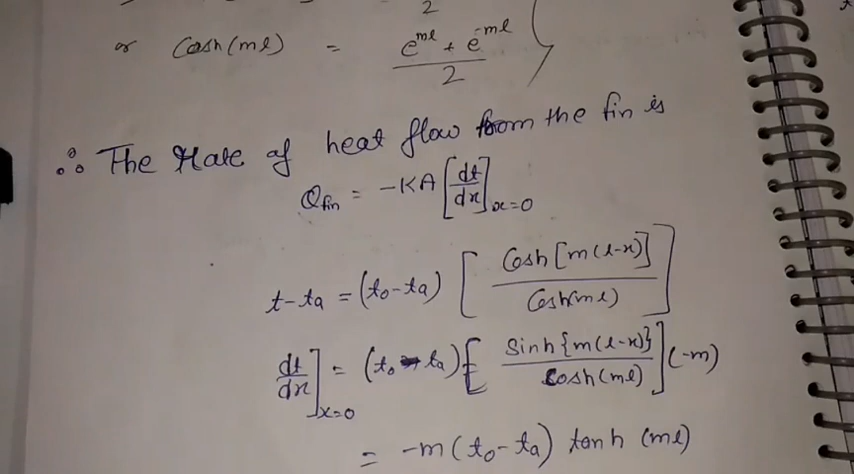 2
or Cosh(ml) = (e^ml + e^-ml)/2
∴ The Rate of heat flow from the fin is
Q_fin = -KA [dt/dx]_x=0
t-ta = (to-ta) [Cosh[m(l-x)] / Cosh(ml)]
dt/dx]_x=0 = (to - ta) [Sinh{m(l-x)} / Cosh(ml)] (-m)
= -m (to-ta) tanh (ml)